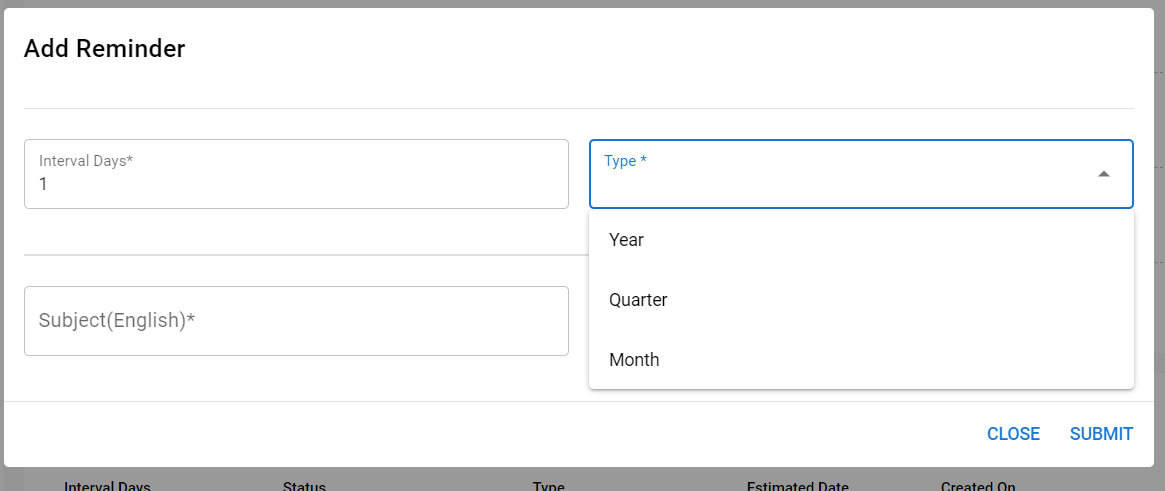 Add Reminder
Interval Days*
1
Type *
Year
Quarter
Month
Subject(English)*
CLOSE SUBMIT
Interval Days Status Type Estimated Date Created On